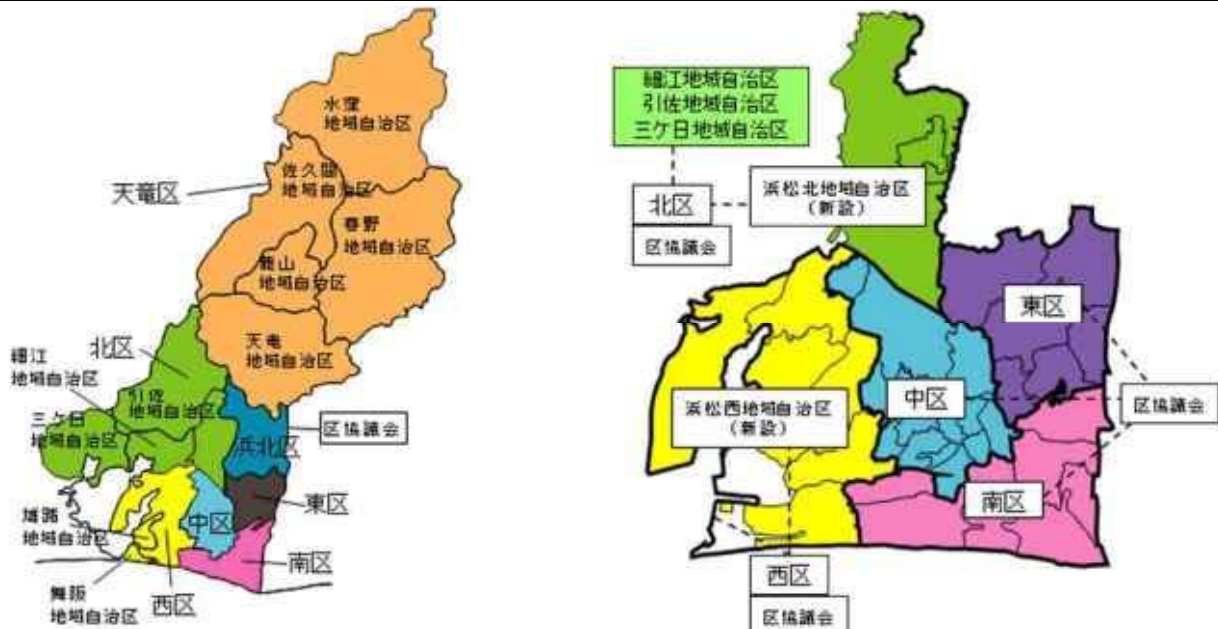 水窪
地域自治区
佐久間
地域自治区
天竜区
春野
地域自治区
龍山
地域自治区
天竜
地域自治区
北区
細江
地域自治区
引佐
地域自治区
三ケ日
地域自治区
浜北区
区協議会
東区
中区
雄踏
地域自治区
南区
舞阪
地域自治区
西区
細江地域自治区
引佐地域自治区
三ケ日地域自治区
北区
区協議会
浜松北地域自治区
(新設)
東区
中区
区協議会
浜松西地域自治区
(新設)
南区
西区
区協議会